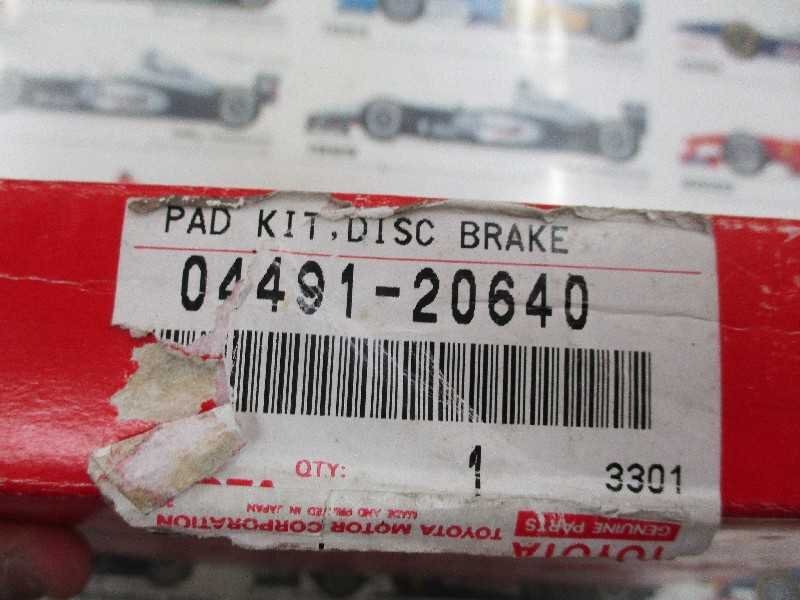 PAD KIT,DISC BRAKE
04491-20640
QTY: 1 3301
TOYOTA
GENUINE PARTS
TOYOTA MOTOR CORPORATION
MADE AND PRINTED IN JAPAN